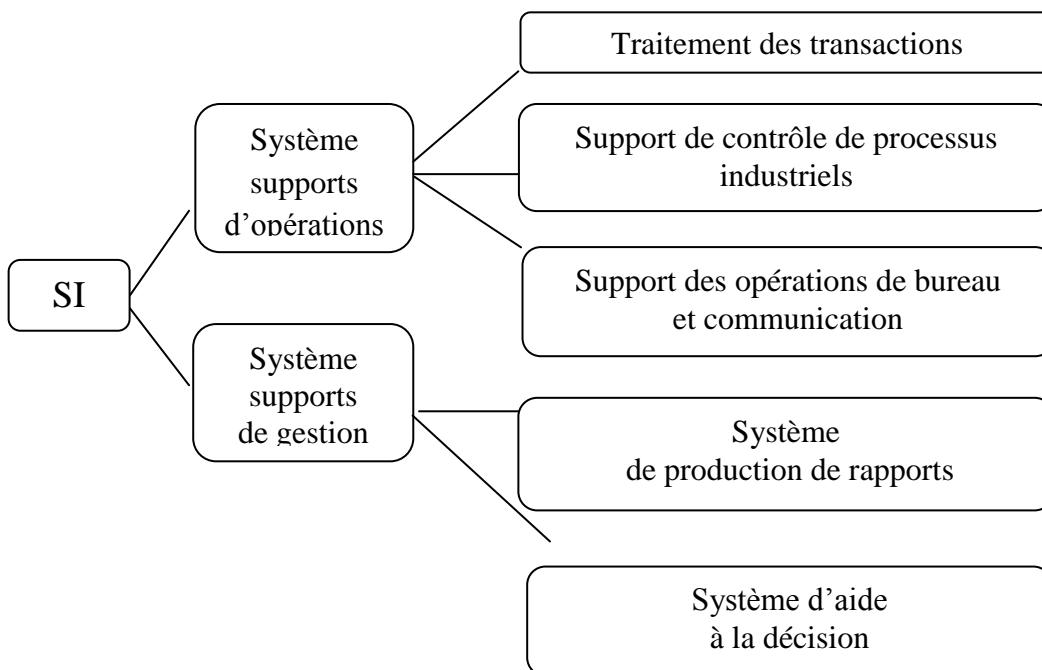 Traitement des transactions
Système
supports
d’opérations
Support de contrôle de processus
industriels
SI
Support des opérations de bureau
et communication
Système
supports
de gestion
Système
de production de rapports
Système d’aide
à la décision